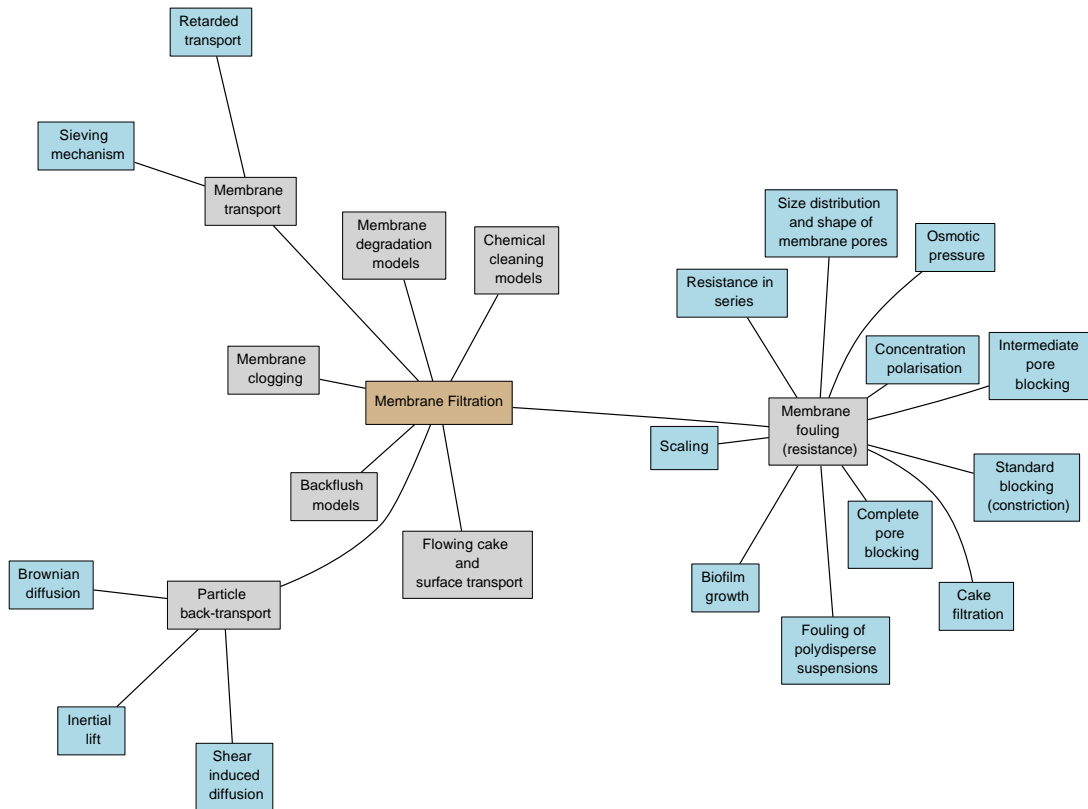 Retarded
transport
Sieving
mechanism
Membrane
transport
Membrane
degradation
models
Chemical
cleaning
models
Membrane
clogging
Membrane Filtration
Backflush
models
Flowing cake
and
surface transport
Particle
back-transport
Brownian
diffusion
Inertial
lift
Shear
induced
diffusion
Size distribution
and shape of
membrane pores
Osmotic
pressure
Resistance in
series
Concentration
polarisation
Intermediate
pore
blocking
Membrane
fouling
(resistance)
Scaling
Standard
blocking
(constriction)
Complete
pore
blocking
Biofilm
growth
Cake
filtration
Fouling of
polydisperse
suspensions